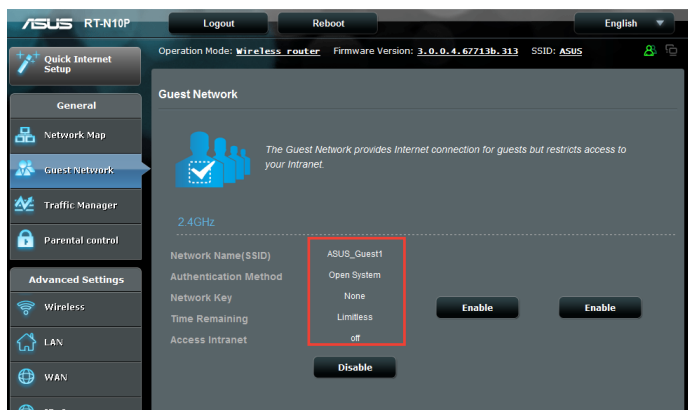 ASUS RT-N10P Logout Reboot English
Quick Internet Setup
Operation Mode: Wireless router Firmware Version: 3.0.0.4.67713b.313 SSID: ASUS
General
Network Map
Guest Network
Traffic Manager
Parental control
Advanced Settings
Wireless
LAN
WAN
Guest Network
The Guest Network provides Internet connection for guests but restricts access to
your Intranet.
2.4GHz
Network Name(SSID) ASUS_Guest1
Authentication Method Open System
Network Key None
Time Remaining Limitless
Access Intranet off
Enable Enable
Disable